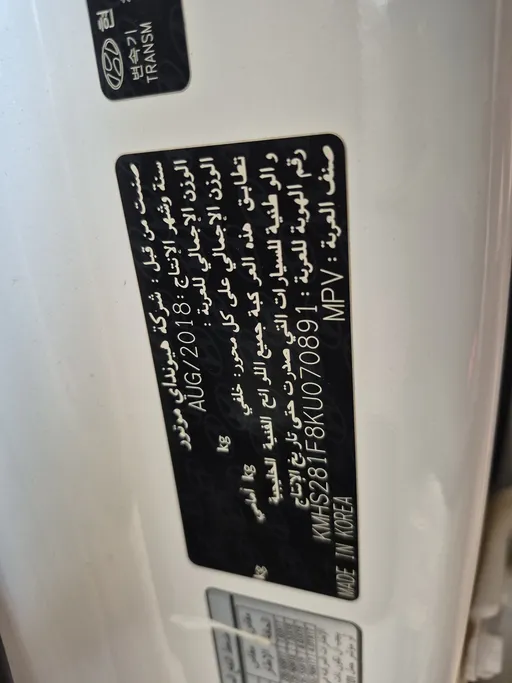 변속기
TRANSM
صنعت من قبل : شركة هيونداي موتور
سنة وشهر الإنتاج : AUG/2018
الوزن الإجمالي للعربة : kg
الوزن الإجمالي على كل محور: خلفي kg أمامي kg
تطابق هذه المركبة جميع اللوائح الفنية الخليجية
و الوطنية للسيارات التي صدرت حتى تاريخ الإنتاج
رقم الهوية للعربة : KMHS281F8KU070891
صنف العربة : MPV
MADE IN KOREA